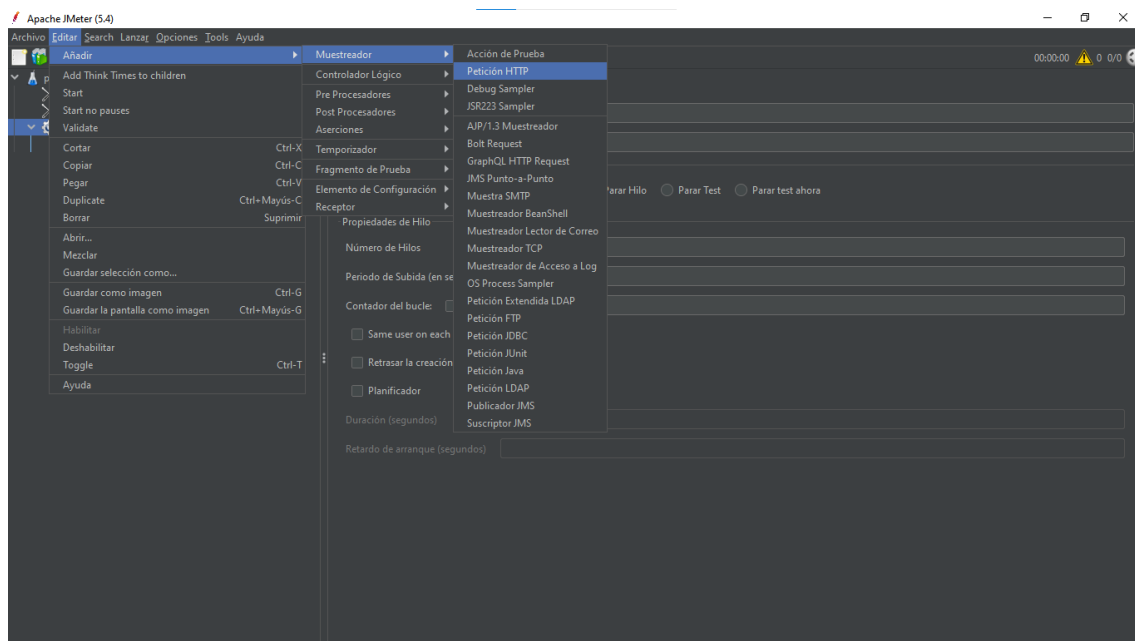 Apache JMeter (5.4)
Archivo Editar Search Lanzar Opciones Tools Ayuda
00:00:00 0 0/0
Añadir
Add Think Times to children
Start
Start no pauses
Validate
Cortar Ctrl-X
Copiar Ctrl-C
Pegar Ctrl-V
Duplicate Ctrl+Mayús-C
Borrar Suprimir
Abrir...
Mezclar
Guardar selección como...
Guardar como imagen Ctrl-G
Guardar la pantalla como imagen Ctrl+Mayús-G
Habilitar
Deshabilitar
Toggle Ctrl-T
Ayuda
Muestreador
Controlador Lógico
Pre Procesadores
Post Procesadores
Aserciones
Temporizador
Fragmento de Prueba
Elemento de Configuración
Receptor
Acción de Prueba
Petición HTTP
Debug Sampler
JSR223 Sampler
AJP/1.3 Muestreador
Bolt Request
GraphQL HTTP Request
JMS Punto-a-Punto
Muestra SMTP
Muestreador BeanShell
Muestreador Lector de Correo
Muestreador TCP
Muestreador de Acceso a Log
OS Process Sampler
Petición Extendida LDAP
Petición FTP
Petición JDBC
Petición JUnit
Petición Java
Petición LDAP
Publicador JMS
Suscriptor JMS
Parar Hilo Parar Test Parar test ahora
Propiedades de Hilo
Número de Hilos
Periodo de Subida (en se
Contador del bucle:
Same user on each
Retrasar la creación
Planificador
Duración (segundos)
Retardo de arranque (segundos)